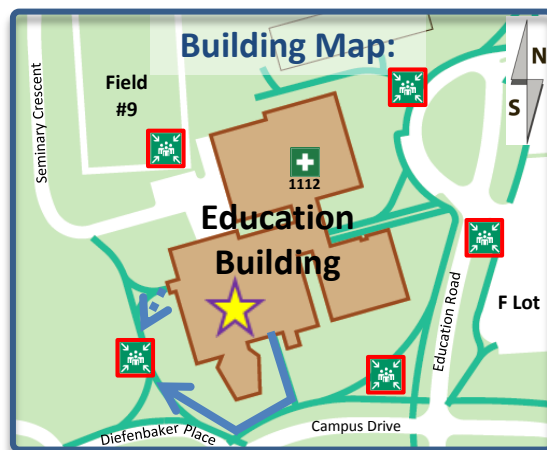 Building Map:
N
S
Field
#9
Seminary Crescent
1112
Education
Building
F Lot
Education Road
Campus Drive
Diefenbaker Place